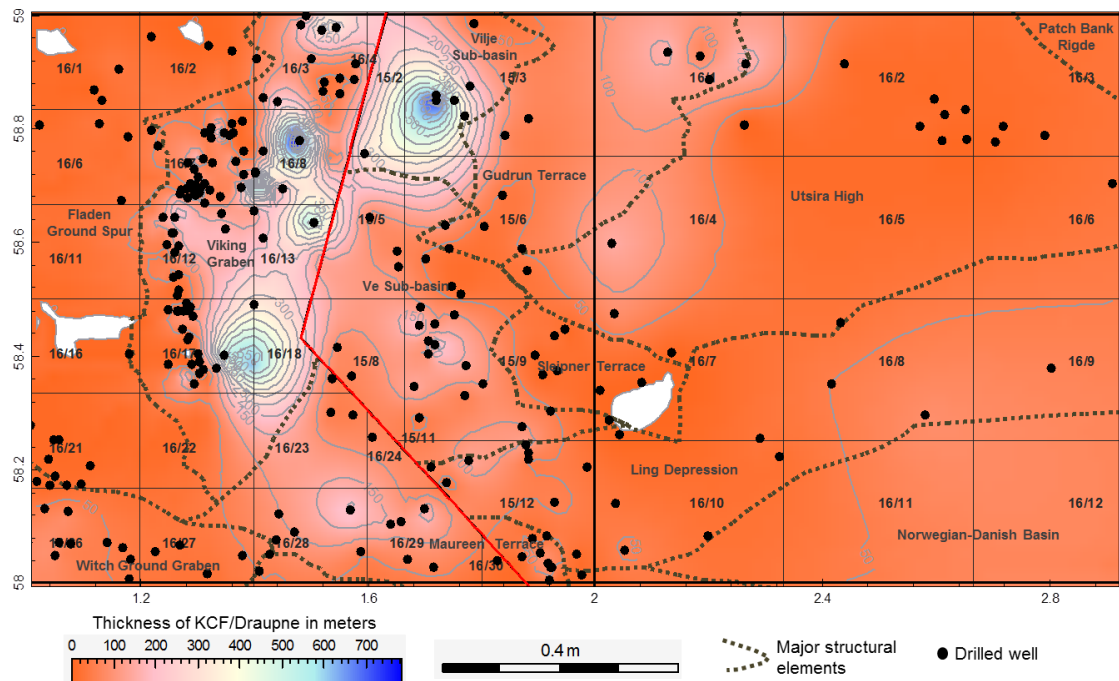 59
58.8
58.6
58.4
58.2
58
16/1
16/2
16/3
16/4
15/2
Vilje
Sub-basin
15/3
16/1
16/2
Patch Bank
Rigde
16/3
16/6
16/7
16/8
Gudrun Terrace
Utsira High
Fladen
Ground Spur
Viking
Graben
16/5
15/6
16/4
16/5
16/6
16/11
16/12
16/13
Ve Sub-basin
16/16
16/17
16/18
15/8
15/9
Sleipner Terrace
16/7
16/8
16/9
16/21
16/22
16/23
15/11
16/24
Ling Depression
15/12
16/10
16/11
16/12
16/27
16/28
16/29
Maureen Terrace
16/30
Witch Ground Graben
Norwegian-Danish Basin
1.2
1.6
2
2.4
2.8
Thickness of KCF/Draupne in meters
0 100 200 300 400 500 600 700
0.4 m
Major structural
elements
Drilled well